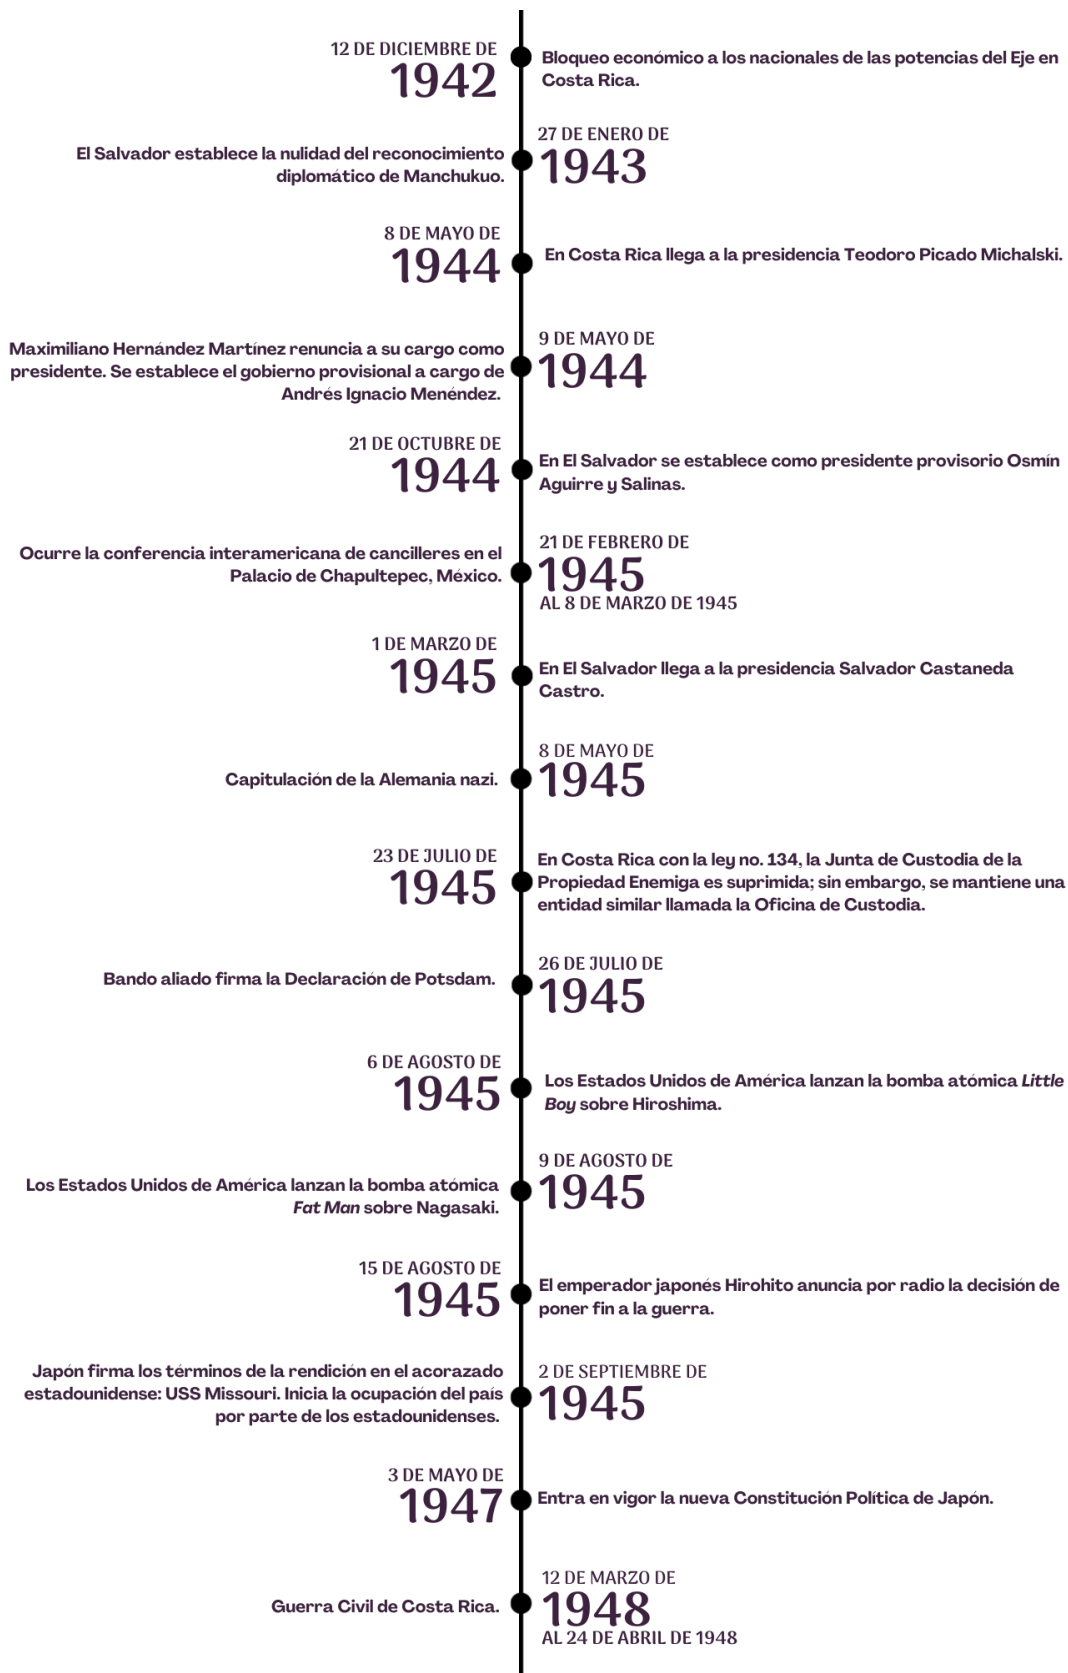 12 DE DICIEMBRE DE
1942
Bloqueo económico a los nacionales de las potencias del Eje en
Costa Rica.
27 DE ENERO DE
1943
El Salvador establece la nulidad del reconocimiento
diplomático de Manchukuo.
8 DE MAYO DE
1944
En Costa Rica llega a la presidencia Teodoro Picado Michalski.
9 DE MAYO DE
1944
Maximiliano Hernández Martínez renuncia a su cargo como
presidente. Se establece el gobierno provisional a cargo de
Andrés Ignacio Menéndez.
21 DE OCTUBRE DE
1944
En El Salvador se establece como presidente provisorio Osmín
Aguirre y Salinas.
21 DE FEBRERO DE
1945
AL 8 DE MARZO DE 1945
Ocurre la conferencia interamericana de cancilleres en el
Palacio de Chapultepec, México.
1 DE MARZO DE
1945
En El Salvador llega a la presidencia Salvador Castaneda
Castro.
8 DE MAYO DE
1945
Capitulación de la Alemania nazi.
23 DE JULIO DE
1945
En Costa Rica con la ley no. 134, la Junta de Custodia de la
Propiedad Enemiga es suprimida; sin embargo, se mantiene una
entidad similar llamada la Oficina de Custodia.
26 DE JULIO DE
1945
Bando aliado firma la Declaración de Potsdam.
6 DE AGOSTO DE
1945
Los Estados Unidos de América lanzan la bomba atómica Little
Boy sobre Hiroshima.
9 DE AGOSTO DE
1945
Los Estados Unidos de América lanzan la bomba atómica
Fat Man sobre Nagasaki.
15 DE AGOSTO DE
1945
El emperador japonés Hirohito anuncia por radio la decisión de
poner fin a la guerra.
2 DE SEPTIEMBRE DE
1945
Japón firma los términos de la rendición en el acorazado
estadounidense: USS Missouri. Inicia la ocupación del país
por parte de los estadounidenses.
3 DE MAYO DE
1947
Entra en vigor la nueva Constitución Política de Japón.
12 DE MARZO DE
1948
AL 24 DE ABRIL DE 1948
Guerra Civil de Costa Rica.